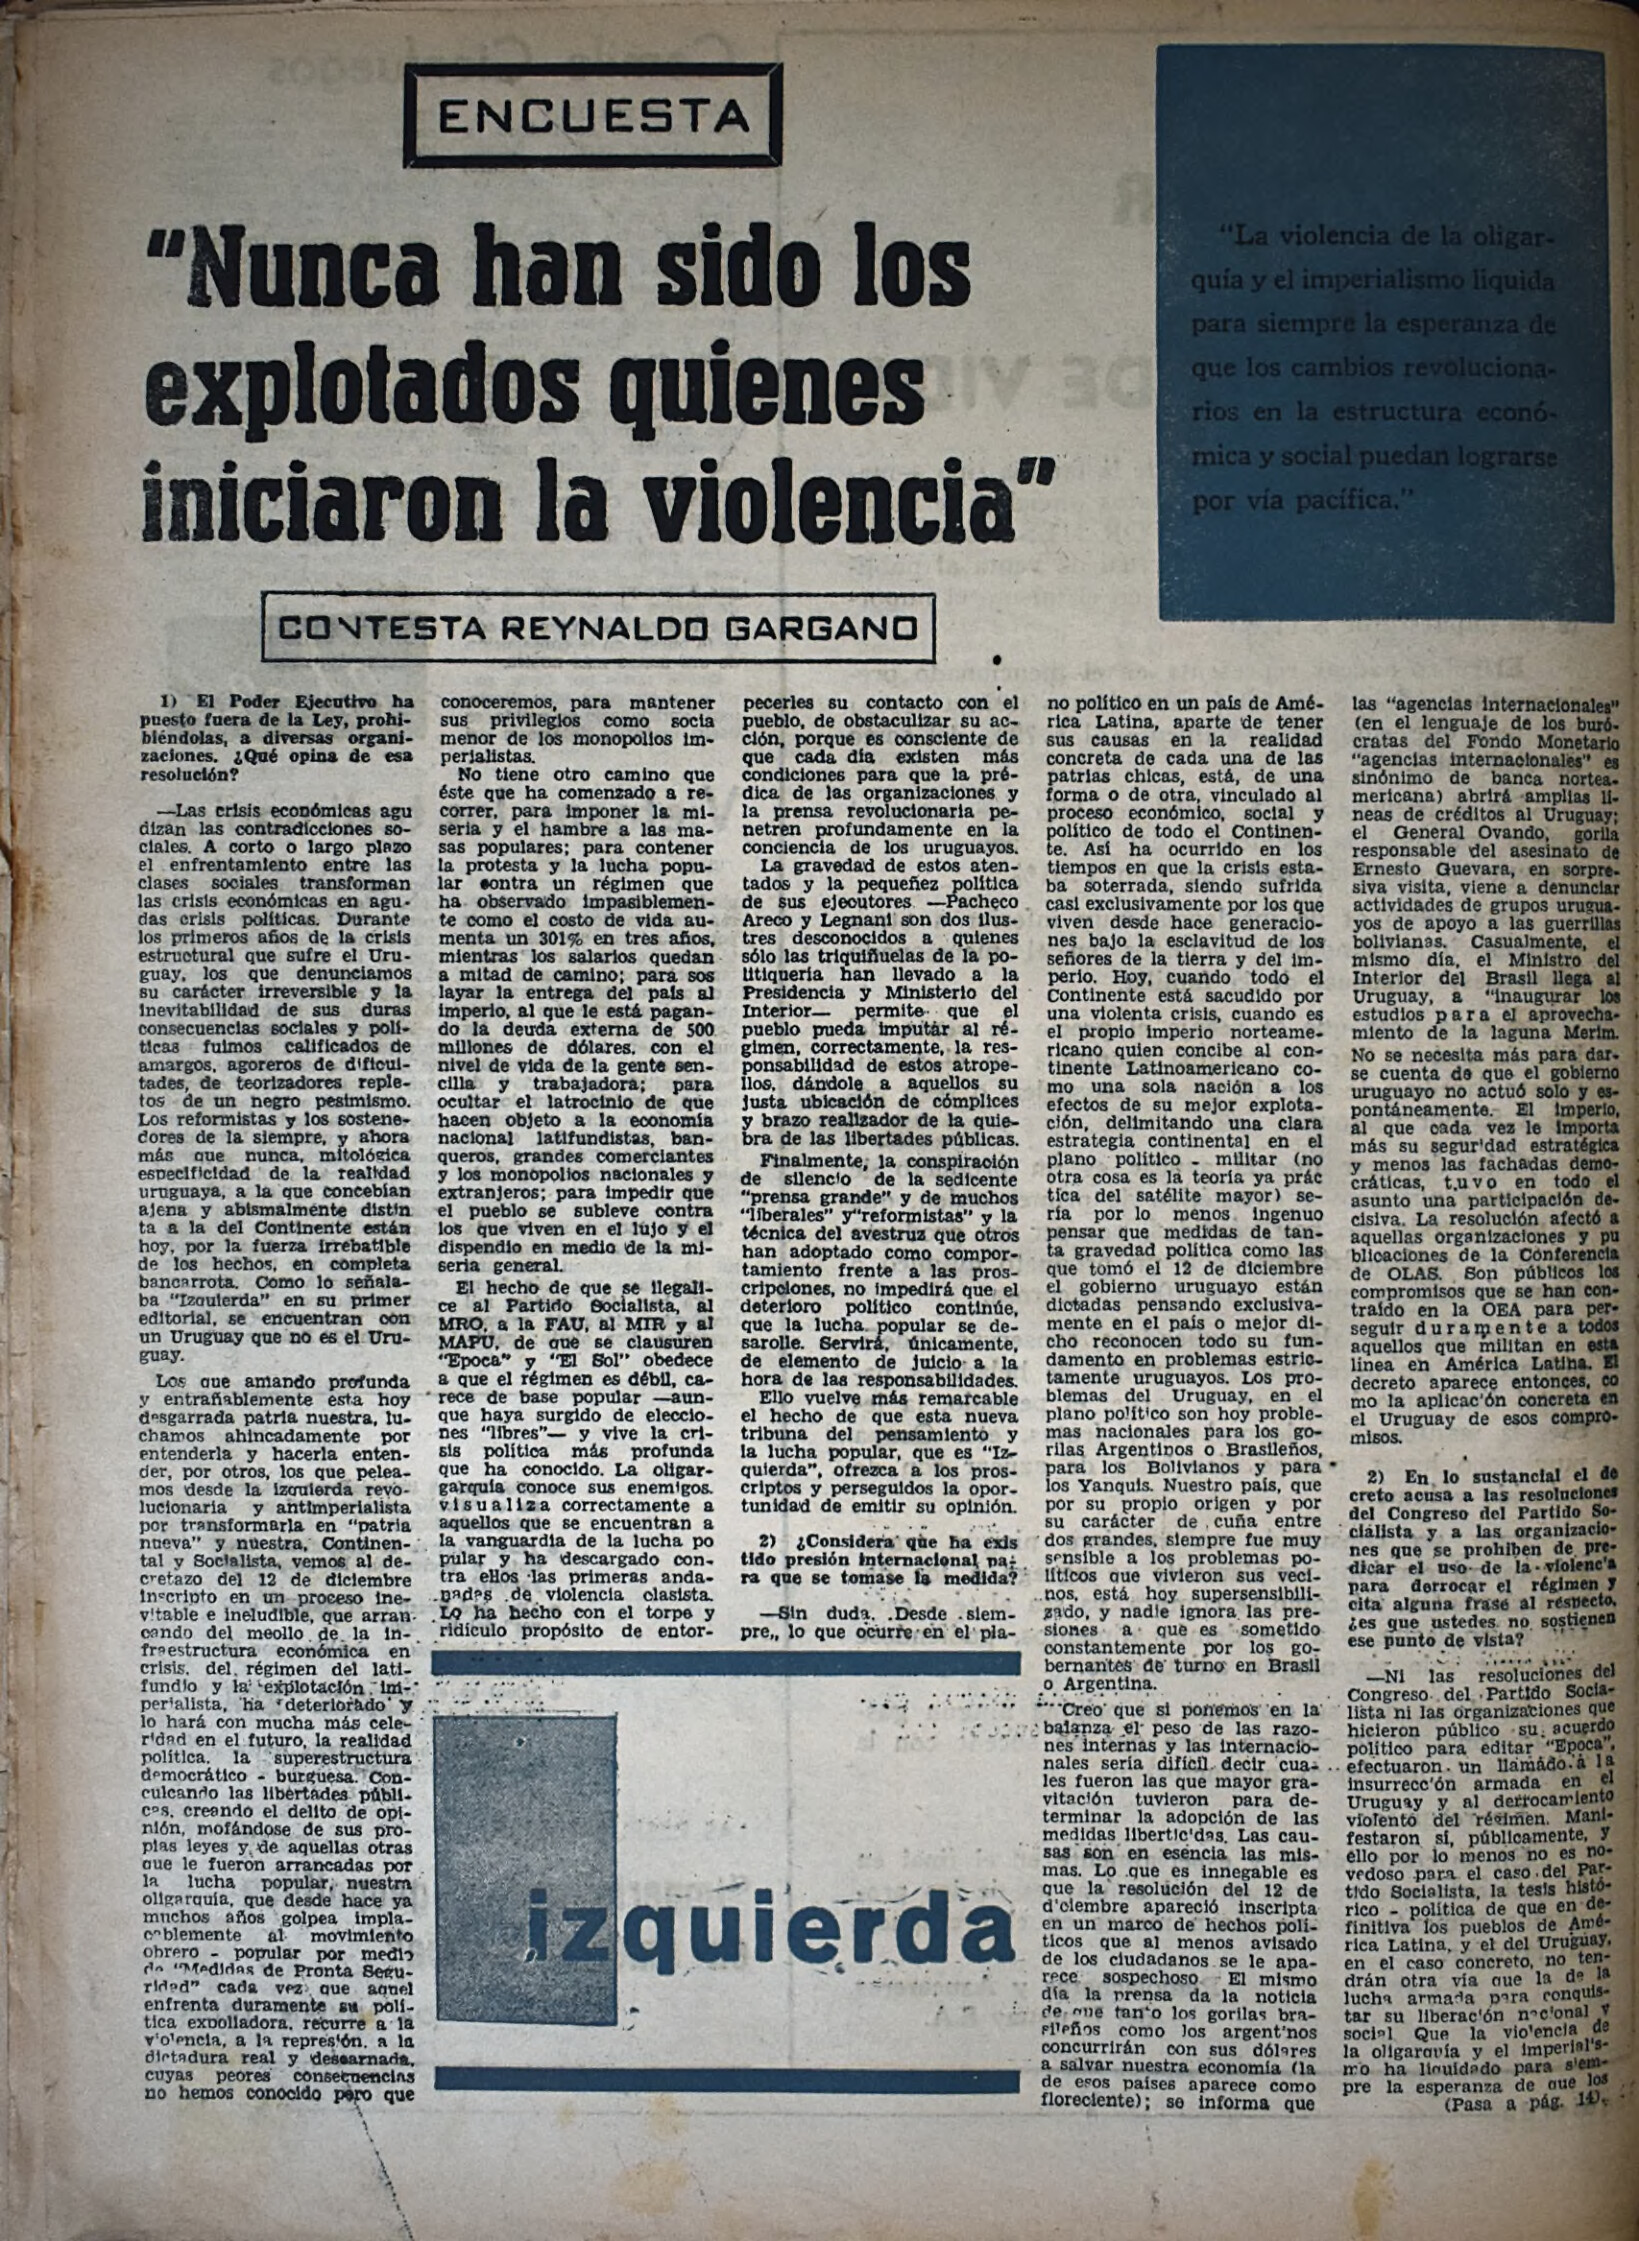 ENCUESTA
“Nunca han sido los
explotados quienes
iniciaron la violencia”
“La violencia de la oligar-
quía y el imperialismo liquida
para siempre la esperanza de
que los cambios revoluciona-
rios en la estructura econó-
mica y social puedan lograrse
por vía pacífica.”
CONTESTA REYNALDO GARGANO
1) El Poder Ejecutivo ha
puesto fuera de la Ley, prohi-
biéndolas, a diversas organi-
zaciones. ¿Qué opina de esa
resolución?
—Las crisis económicas agu
dizan las contradicciones so-
ciales. A corto o largo plazo
el enfrentamiento entre las
clases sociales transforman
las crisis económicas en agu-
das crisis políticas. Durante
los primeros años de la crisis
estructural que sufre el Uru-
guay, los que denunciamos
su carácter irreversible y la
inevitabilidad de sus duras
consecuencias sociales y polí-
ticas fuimos calificados de
amargos, agoreros de d'ficul-
tades, de teorizadores reple-
tos de un negro pesimismo.
Los reformistas y los sostene-
dores de la siempre, y ahora
más que nunca, mitológica
especificidad de la realidad
uruguaya, a la que concebían
ajena y abismalmente distin
ta a la del Continente están
hoy, por la fuerza irrebatible
de los hechos, en completa
bancarrota. Como lo señala-
ba “Izquierda” en su primer
editorial, se encuentran con
un Uruguay que no es el Uru-
guay.
Los que amando profunda
y entrañablemente esta hoy
desgarrada patria nuestra, lu-
chamos ahincadamente por
entenderla y hacerla enten-
der, por otros, los que pelea-
mos desde la izquierda revo-
lucionaria y antimperialista
por transformarla en “patria
nueva” y nuestra, Continen-
tal y Socialista, vemos al de-
cretazo del 12 de diciembre
inscripto en un proceso ine-
v'table e ineludible, que arran-
cando del meollo de la in-
fraestructura económica en
crisis. del régimen del lati-
fundio y la explotación im-
perialista, ha deteriorado y
lo hará con mucha más cele-
r'dad en el futuro, la realidad
política. la superestructura
democrático - burguesa. Con-
culcando las libertades públi-
cas, creando el delito de opi-
nión, mofándose de sus pro-
pias leyes y de aquellas otras
que le fueron arrancadas por
la lucha popular, nuestra
oligarquía, que desde hace ya
muchos años golpea impla-
cablemente al movimiento
obrero - popular por medio
de “Medidas de Pronta Segu-
ridad” cada vez que aquel
enfrenta duramente su polí-
tica expolladora, recurre a la
v'olencia, a la represión, a la
dictadura real y descarnada,
cuyas peores consecuencias
no hemos conocido pero que
conoceremos, para mantener
sus privilegios como socia
menor de los monopolios im-
perialistas.
No tiene otro camino que
éste que ha comenzado a re-
correr, para imponer la mi-
seria y el hambre a las ma-
sas populares; para contener
la protesta y la lucha popu-
lar contra un régimen que
ha observado impasiblemen-
te como el costo de vida au-
menta un 301% en tres años,
mientras los salarios quedan
a mitad de camino; para sos
layar la entrega del país al
imperio, al que le está pagan-
do la deuda externa de 500
millones de dólares. con el
nivel de vida de la gente sen-
cilla y trabajadora; para
ocultar el latrocinio de que
hacen objeto a la economía
nacional latifundistas, ban-
queros, grandes comerciantes
y los monopolios nacionales y
extranjeros; para impedir que
el pueblo se subleve contra
los que viven en el lujo y el
dispendio en medio de la mi-
seria general.
El hecho de que se ilegali-
ce al Partido Socialista, al
MRO, a la FAU, al MIR y al
MAPU, de que se clausuren
“Epoca” y “El Sol” obedece
a que el régimen es débil, ca-
rece de base popular —aun-
que haya surgido de eleccio-
nes “libres”— y vive la cri-
sis política más profunda
que ha conocido. La oligar-
garquía conoce sus enemigos.
visualiza correctamente a
aquellos que se encuentran a
la vanguardia de la lucha po
pular y ha descargado con-
tra ellos las primeras anda-
nadas de violencia clasista.
Lo ha hecho con el torpe y
ridículo propósito de entor-
pecerles su contacto con el
pueblo, de obstaculizar su ac-
ción, porque es consciente de
que cada día existen más
condiciones para que la pré-
dica de las organizaciones y
la prensa revolucionaria pe-
netren profundamente en la
conciencia de los uruguayos.
La gravedad de estos aten-
tados y la pequeñez política
de sus ejecutores —Pacheco
Areco y Legnani son dos ilus-
tres desconocidos a quienes
sólo las triquiñuelas de la po-
litiquería han llevado a la
Presidencia y Ministerio del
Interior— permite que el
pueblo pueda imputar al ré-
gimen, correctamente, la res-
ponsabilidad de estos atrope-
llos, dándole a aquellos su
justa ubicación de cómplices
y brazo realizador de la quie-
bra de las libertades públicas.
Finalmente, la conspiración
de silencio de la sedicente
“prensa grande” y de muchos
“liberales” y“reformistas” y la
técnica del avestruz que otros
han adoptado como compor-
tamiento frente a las pros-
cripciones, no impedirá que el
deterioro político continúe,
que la lucha popular se de-
sarolle. Servirá, únicamente,
de elemento de juicio a la
hora de las responsabilidades.
Ello vuelve más remarcable
el hecho de que esta nueva
tribuna del pensamiento y
la lucha popular, que es “Iz-
quierda”, ofrezca a los pros-
criptos y perseguidos la opor-
tunidad de emitir su opinión.
2) ¿Considera que ha exis
tido presión internacional pa-
ra que se tomase la medida?
—Sin duda. Desde siem-
pre,, lo que ocurre en el pla-
izquierda
no político en un país de Amé-
rica Latina, aparte de tener
sus causas en la realidad
concreta de cada una de las
patrias chicas, está, de una
forma o de otra, vinculado al
proceso económico, social y
político de todo el Continen-
te. Así ha ocurrido en los
tiempos en que la crisis esta-
ba soterrada, siendo sufrida
casi exclusivamente por los que
viven desde hace generacio-
nes bajo la esclavitud de los
señores de la tierra y del im-
perio. Hoy, cuando todo el
Continente está sacudido por
una violenta crisis, cuando es
el propio imperio norteame-
ricano quien concibe al con-
tinente Latinoamericano co-
mo una sola nación a los
efectos de su mejor explota-
ción, delimitando una clara
estrategia continental en el
plano político - militar (no
otra cosa es la teoría ya prác
tica del satélite mayor) se-
ría por lo menos ingenuo
pensar que medidas de tan-
ta gravedad política como las
que tomó el 12 de diciembre
el gobierno uruguayo están
dictadas pensando exclusiva-
mente en el país o mejor di-
cho reconocen todo su fun-
damento en problemas estric-
tamente uruguayos. Los pro-
blemas del Uruguay, en el
plano político son hoy proble-
mas nacionales para los go-
rilas Argentinos o Brasileños,
para los Bolivianos y para
los Yanquis. Nuestro país, que
por su propio origen y por
su carácter de cuña entre
dos grandes, siempre fue muy
sensible a los problemas po-
líticos que vivieron sus veci-
nos, está hoy supersensibili-
zado, y nadie ignora las pre-
siones a que es sometido
constantemente por los go-
bernantes de turno en Brasil
o Argentina.
Creo que si ponemos en la
balanza el peso de las razo-
nes internas y las internacio-
nales sería difícil decir cua-
les fueron las que mayor gra-
vitación tuvieron para de-
terminar la adopción de las
medidas libertic'das. Las cau-
sas son en esencia las mis-
mas. Lo que es innegable es
que la resolución del 12 de
d'ciembre apareció inscripta
en un marco de hechos polí-
ticos que al menos avisado
de los ciudadanos se le apa-
rece sospechoso El mismo
día la prensa da la noticia
de que tanto los gorilas bra-
sileños como los argent'nos
concurrirán con sus dólares
a salvar nuestra economía (la
de esos países aparece como
floreciente); se informa que
las “agencias internacionales”
(en el lenguaje de los buró-
cratas del Fondo Monetario
“agencias internacionales” es
sinónimo de banca nortea-
mericana) abrirá amplias lí-
neas de créditos al Uruguay;
el General Ovando, gorila
responsable del asesinato de
Ernesto Guevara, en sorpre-
siva visita, viene a denunciar
actividades de grupos urugua-
yos de apoyo a las guerrillas
bolivianas. Casualmente, el
mismo día, el Ministro del
Interior del Brasil llega al
Uruguay, a “inaugurar los
estudios para el aprovecha-
miento de la laguna Merim.
No se necesita más para dar-
se cuenta de que el gobierno
uruguayo no actuó solo y es-
pontáneamente. El Imperio,
al que cada vez le importa
más su segur'dad estratégica
y menos las fachadas demo-
cráticas, tuvo en todo el
asunto una participación de-
cisiva. La resolución afectó a
aquellas organizaciones y pu
blicaciones de la Conferencia
de OLAS. Son públicos los
compromisos que se han con-
traído en la OEA para per-
seguir duramente a todos
aquellos que militan en esta
línea en América Latina. El
decreto aparece entonces, co
mo la aplicac'ón concreta en
el Uruguay de esos compro-
misos.
2) En lo sustancial el de
creto acusa a las resoluciones
del Congreso del Partido So-
cialista y a las organizacio-
nes que se prohiben de pre-
dicar el uso de la violenc'a
para derrocar el régimen y
cita alguna frase al respecto.
¿es que ustedes no sostienen
ese punto de vista?
—Ni las resoluciones del
Congreso del Partido Socia-
lista ni las organizaciones que
hicieron público su acuerdo
político para editar “Epoca”,
efectuaron un llamado a la
insurrecc'ón armada en el
Uruguay y al derrocamiento
violento del régimen. Mani-
festaron sí, públicamente, y
ello por lo menos no es no-
vedoso para el caso del Par-
tido Socialista, la tesis histó-
rico - política de que en de-
finitiva los pueblos de Amé-
rica Latina, y el del Uruguay,
en el caso concreto, no ten-
drán otra vía que la de la
lucha armada para conquis-
tar su liberac'ón nac'onal y
social Que la vio'encia de
la oligarquía y el imperial's-
mo ha liquidado para s'em-
pre la esperanza de que los
(Pasa a pág. 14).